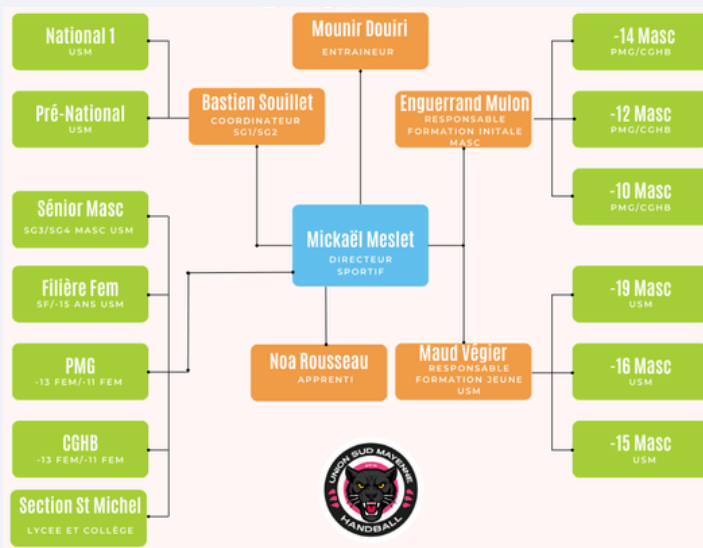 National 1
USM
Pré-National
USM
Bastien Souillet
COORDINATEUR
SG1/SG2
Mounir Douiri
ENTRAINEUR
Enguerrand Mulon
RESPONSABLE
FORMATION INITALE
MASC
-14 Masc
PMG/CGHB
-12 Masc
PMG/CGHB
-10 Masc
PMG/CGHB
Sénior Masc
SG3/SG4 MASC USM
Filière Fem
SF/-15 ANS USM
PMG
-13 FEM/-11 FEM
CGHB
-13 FEM/-11 FEM
Section St Michel
LYCEE ET COLLÈGE
Mickaël Meslet
DIRECTEUR
SPORTIF
Noa Rousseau
APPRENTI
Maud Végier
RESPONSABLE
FORMATION JEUNE
USM
-19 Masc
USM
-16 Masc
USM
-15 Masc
USM
UNION SUD MAYENNE
HANDBALL